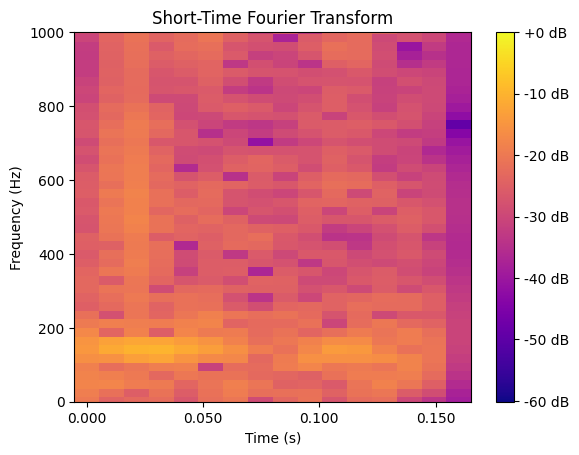 Short-Time Fourier Transform
Frequency (Hz)
1000
800
600
400
200
0
0.000
0.050
0.100
0.150
Time (s)
+0 dB
-10 dB
-20 dB
-30 dB
-40 dB
-50 dB
-60 dB